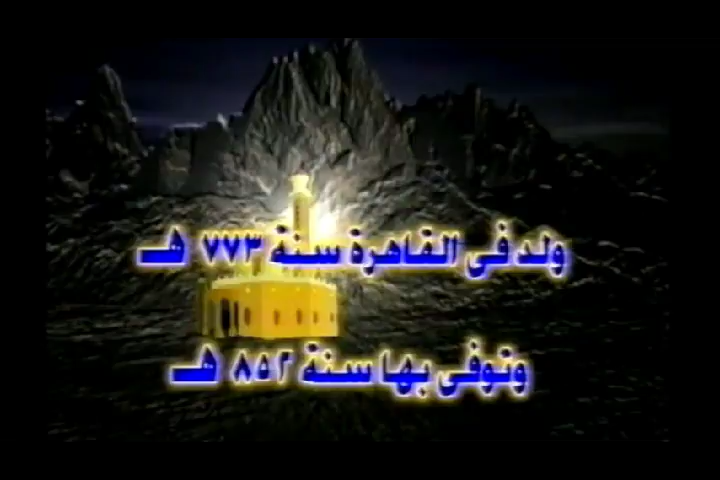 ولد فى القاهرة سنة ٧٧٣ هـ
وتوفى بها سنة ٨٥٢ هـ